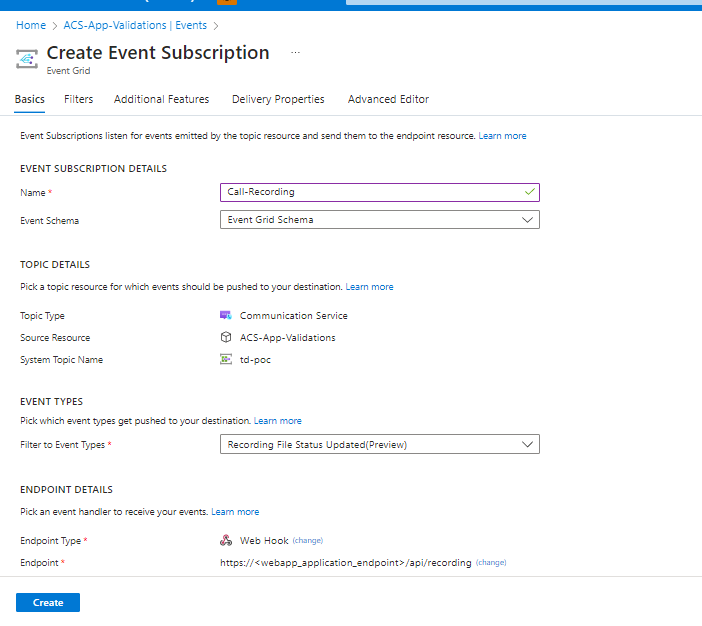 Home > ACS-App-Validations | Events >
Create Event Subscription ...
Event Grid
Basics Filters Additional Features Delivery Properties Advanced Editor
Event Subscriptions listen for events emitted by the topic resource and send them to the endpoint resource. Learn more
EVENT SUBSCRIPTION DETAILS
Name * Call-Recording
Event Schema Event Grid Schema
TOPIC DETAILS
Pick a topic resource for which events should be pushed to your destination. Learn more
Topic Type Communication Service
Source Resource ACS-App-Validations
System Topic Name td-poc
EVENT TYPES
Pick which event types get pushed to your destination. Learn more
Filter to Event Types * Recording File Status Updated(Preview)
ENDPOINT DETAILS
Pick an event handler to receive your events. Learn more
Endpoint Type * Web Hook (change)
Endpoint * https://<webapp_application_endpoint>/api/recording (change)
Create